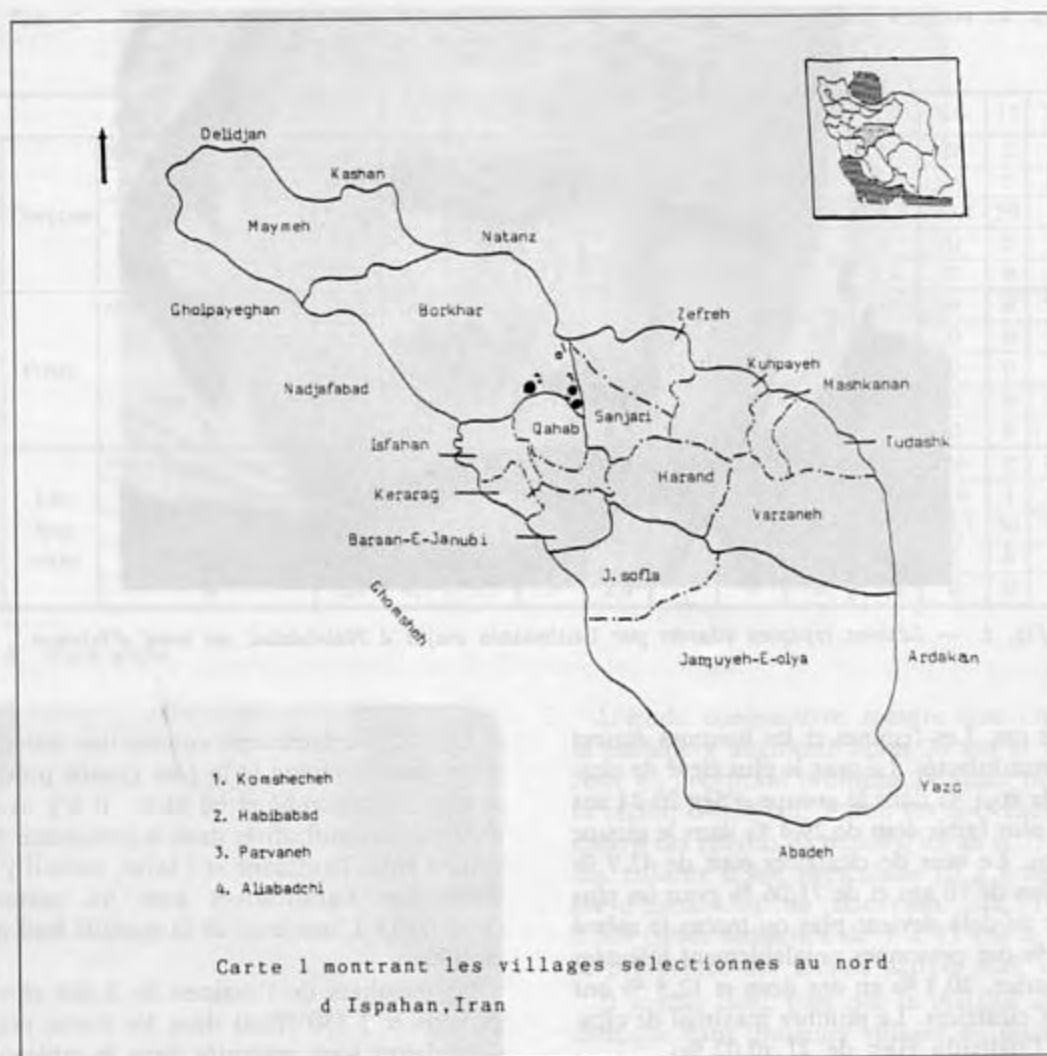 Delidjan
Kashan
Maymeh
Natanz
Gholpayeghan
Borkhar
Zefreh
Kuhpayeh
Nadjafabad
Mashkanan
Sanjari
Qahab
Isfahan
Tudashk
Harand
Kerarag
Varzaneh
Baraan-E-Janubi
J. sofla
Ghomsheh
Jarquyeh-E-olya
Ardakan
Yazd
Abadeh
1. Komshecheh
2. Habibabad
3. Parvaneh
4. Aliabadchi
Carte 1 montrant les villages selectionnes au nord
d Ispahan,Iran